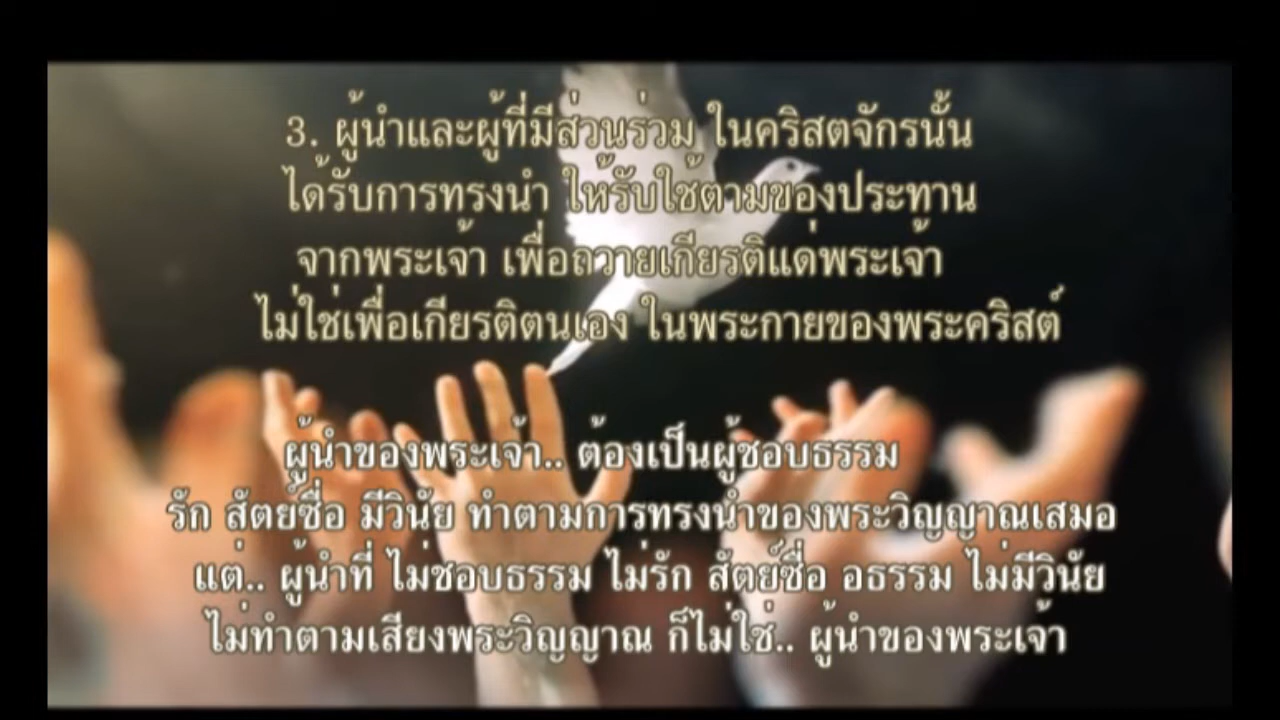 3. ผู้นำและผู้ที่มีส่วนร่วม ในคริสตจักรนั้น
ได้รับการทรงนำ ให้รับใช้ตามของประทาน
จากพระเจ้า เพื่อถวายเกียรติแด่พระเจ้า
ไม่ใช่เพื่อเกียรติตนเอง ในพระกายของพระคริสต์
ผู้นำของพระเจ้า.. ต้องเป็นผู้ชอบธรรม
รัก สัตย์ซื่อ มีวินัย ทำตามการทรงนำของพระวิญญาณเสมอ
แต่.. ผู้นำที่ ไม่ชอบธรรม ไม่รัก สัตย์ซื่อ อธรรม ไม่มีวินัย
ไม่ทำตามเสียงพระวิญญาณ ก็ไม่ใช่.. ผู้นำของพระเจ้า